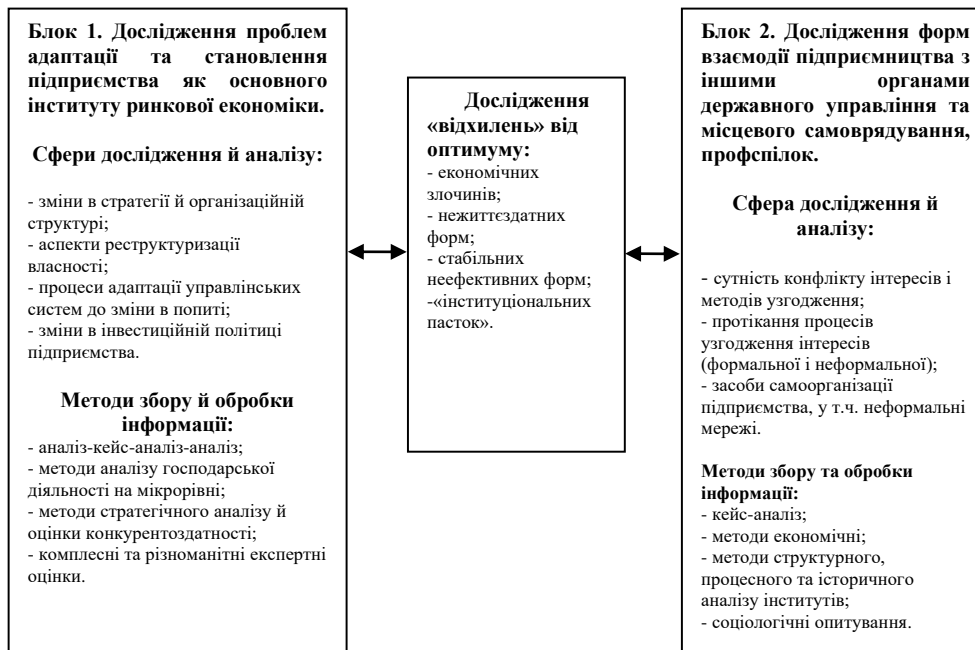 Блок 1. Дослідження проблем
адаптації та становлення
підприємства як основного
інституту ринкової економіки.
Сфери дослідження й аналізу:
- зміни в стратегії й організаційній
структурі;
- аспекти реструктуризації
власності;
- процеси адаптації управлінських
систем до зміни в попиті;
- зміни в інвестиційній політиці
підприємства.
Методи збору й обробки
інформації:
- аналіз-кейс-аналіз-аналіз;
- методи аналізу господарської
діяльності на мікрорівні;
- методи стратегічного аналізу й
оцінки конкурентоздатності;
- комплесні та різноманітні експертні
оцінки.
Дослідження
«відхилень» від
оптимуму:
- економічних
злочинів;
- нежиттєздатних
форм;
- стабільних
неефективних форм;
-«інституціональних
пасток».
Блок 2. Дослідження форм
взаємодії підприємництва з
іншими органами
державного управління та
місцевого самоврядування,
профспілок.
Сфера дослідження й
аналізу:
- сутність конфлікту інтересів і
методів узгодження;
- протікання процесів
узгодження інтересів
(формальної і неформальної);
- засоби самоорганізації
підприємства, у т.ч. неформальні
мережі.
Методи збору та обробки
інформації:
- кейс-аналіз;
- методи економічні;
- методи структурного,
процесного та історичного
аналізу інститутів;
- соціологічні опитування.